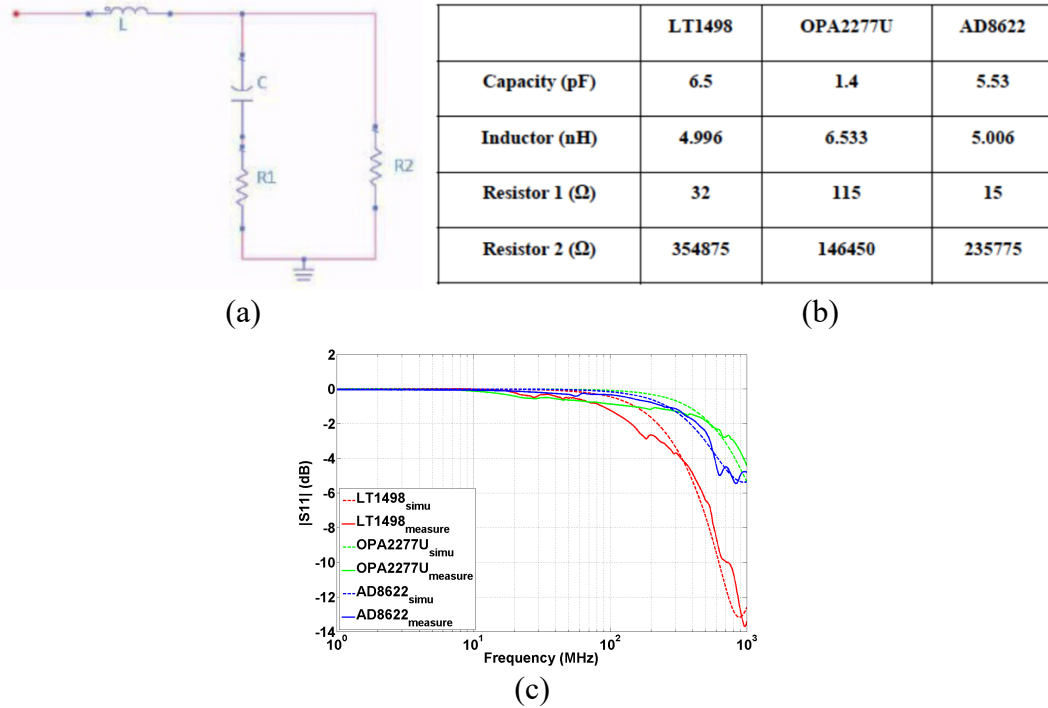 L
C
R1
R2
(a)
LT1498 OPA2277U AD8622
Capacity (pF) 6.5 1.4 5.53
Inductor (nH) 4.996 6.533 5.006
Resistor 1 (Ω) 32 115 15
Resistor 2 (Ω) 354875 146450 235775
(b)
2
0
-2
-4
-6
-8
-10
-12
-14
|S11| (dB)
LT1498simu
LT1498measure
OPA2277Usimu
OPA2277Umeasure
AD8622simu
AD8622measure
10^0 10^1 10^2 10^3
Frequency (MHz)
(c)